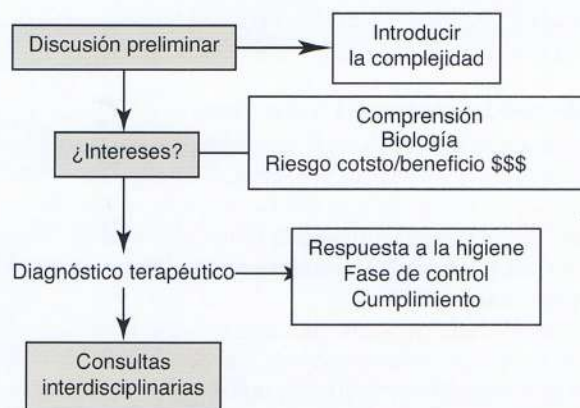 Discusión preliminar
Introducir
la complejidad
¿Intereses?
Comprensión
Biología
Riesgo cotsto/beneficio $$$
Diagnóstico terapéutico
Respuesta a la higiene
Fase de control
Cumplimiento
Consultas
interdisciplinarias